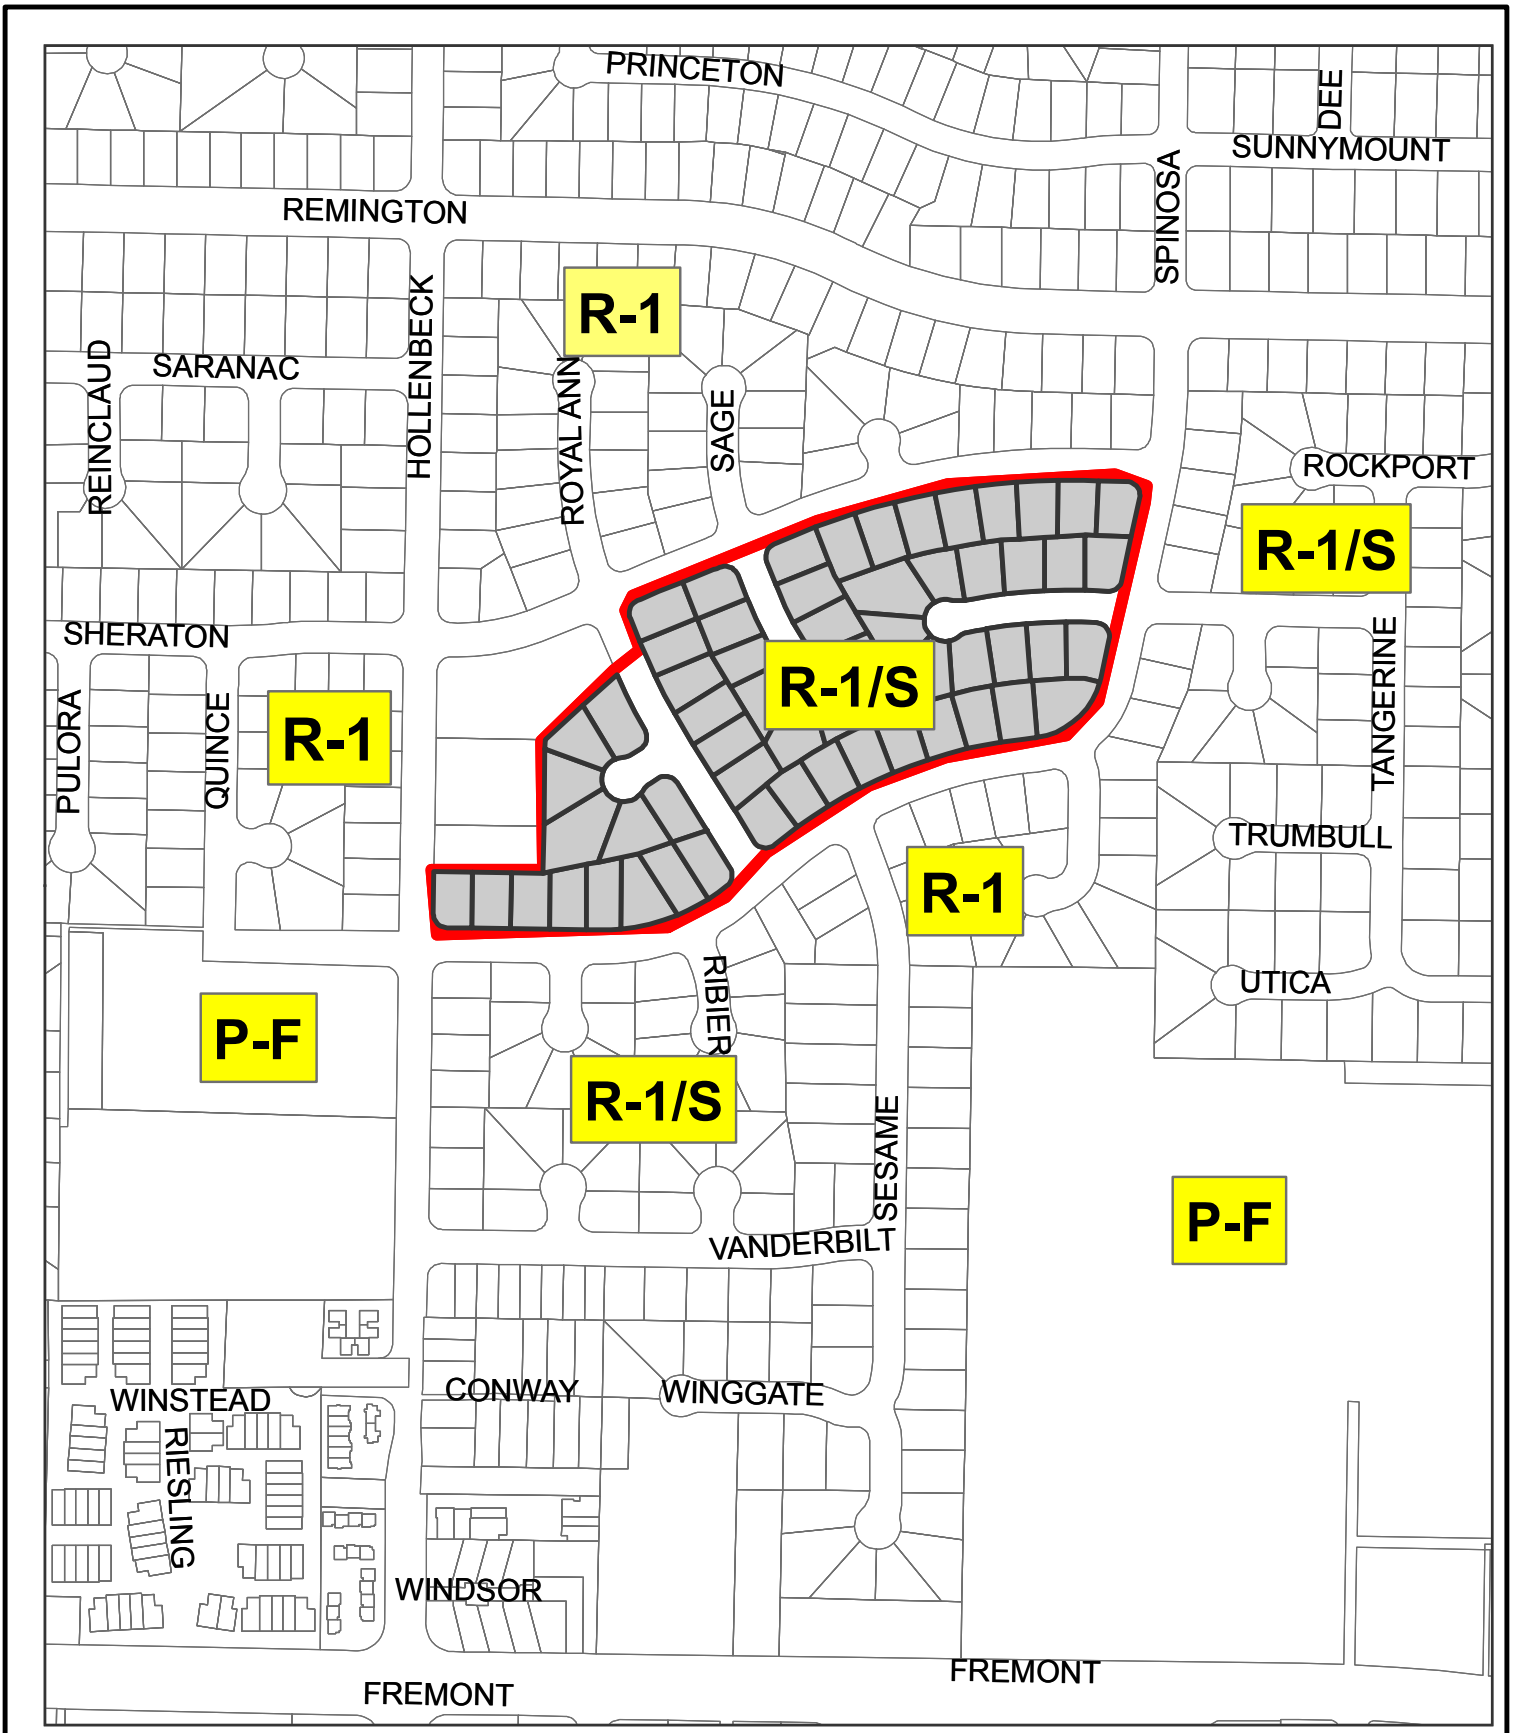 PRINCETON
DEE
SUNNYMOUNT
SPINOSA
REMINGTON
HOLLENBECK
R-1
SARANAC
REINCLAUD
ROYAL ANN
SAGE
ROCKPORT
R-1/S
SHERATON
TANGERINE
PULORA
QUINCE
R-1
R-1/S
TRUMBULL
R-1
UTICA
RIBIER
P-F
R-1/S
SESAME
P-F
VANDERBILT
WINSTEAD
CONWAY
WINGGATE
RIESLING
WINDSOR
FREMONT
FREMONT